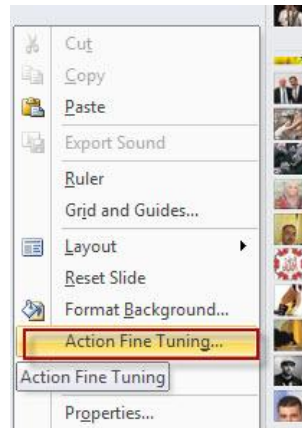 Cut
Copy
Paste
Export Sound
Ruler
Grid and Guides...
Layout
Reset Slide
Format Background...
Action Fine Tuning...
Action Fine Tuning
Properties...